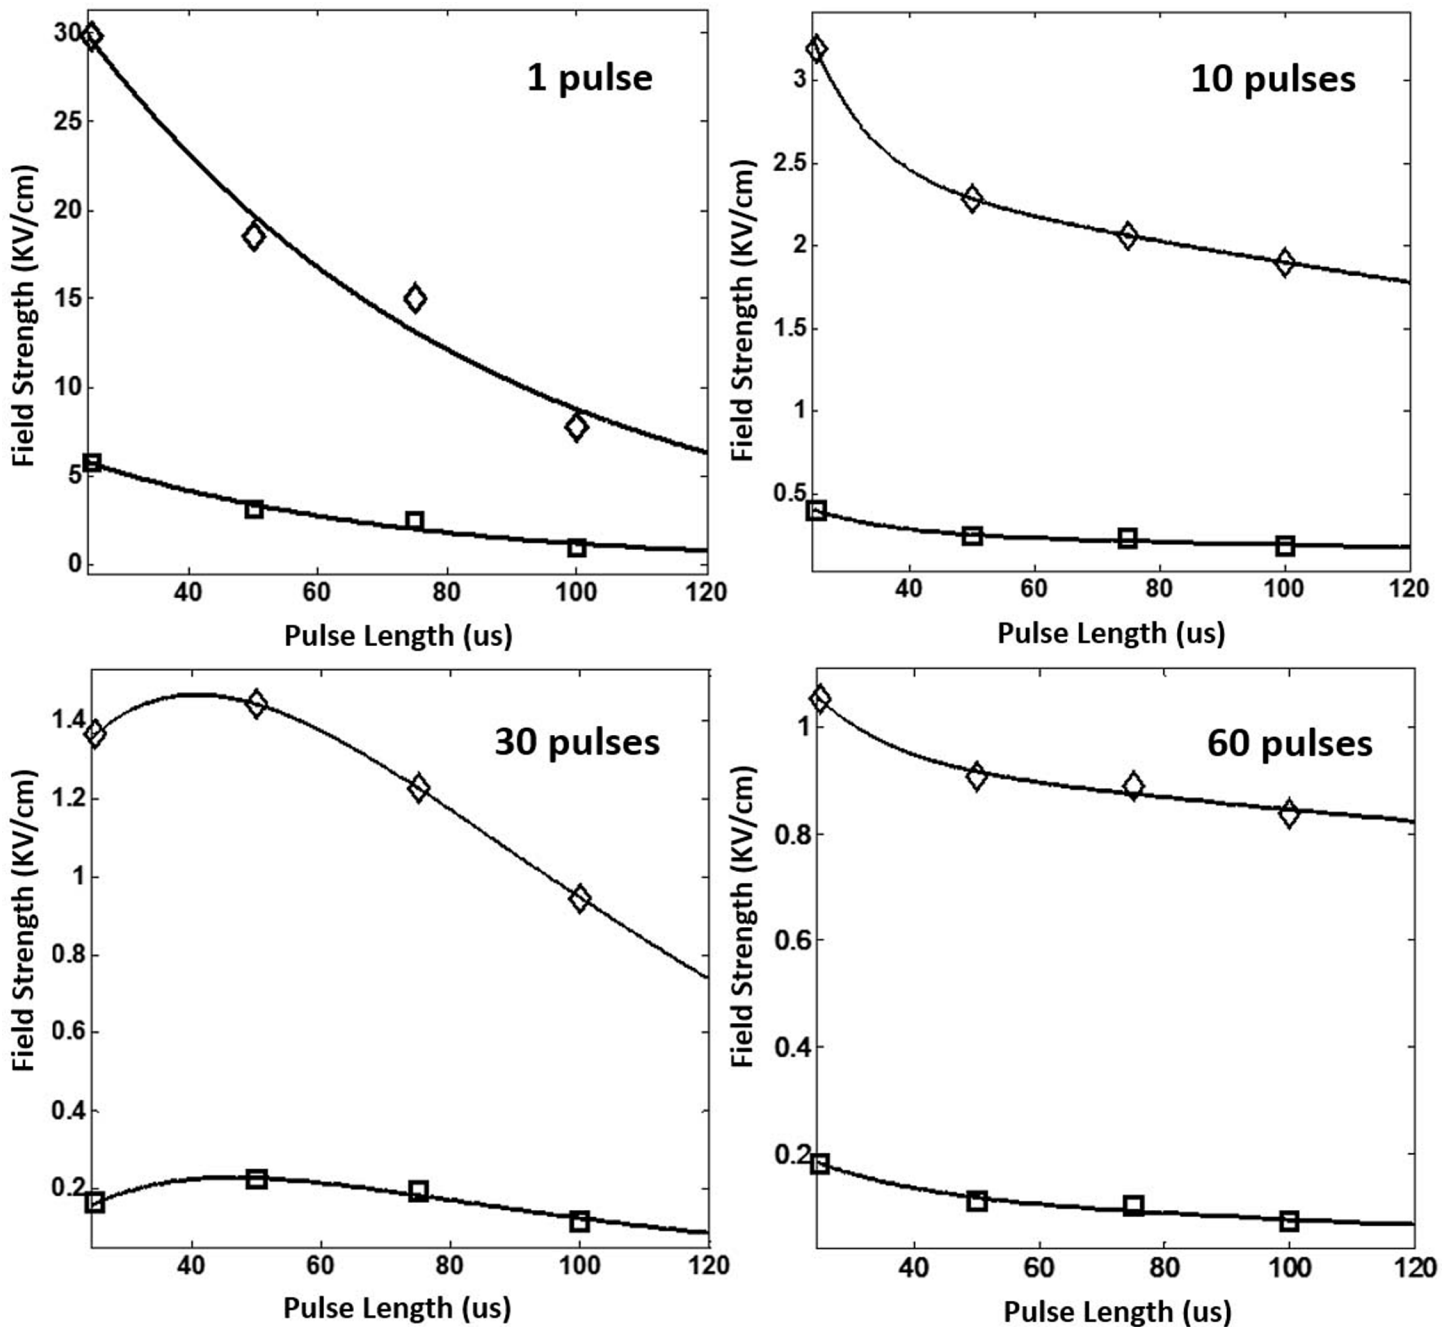 1 pulse
Field Strength (KV/cm)
30
25
20
15
10
5
0
40 60 80 100 120
Pulse Length (us)
10 pulses
Field Strength (KV/cm)
3
2.5
2
1.5
1
0.5
40 60 80 100 120
Pulse Length (us)
30 pulses
Field Strength (KV/cm)
1.4
1.2
1
0.8
0.6
0.4
0.2
40 60 80 100 120
Pulse Length (us)
60 pulses
Field Strength (KV/cm)
1
0.8
0.6
0.4
0.2
40 60 80 100 120
Pulse Length (us)